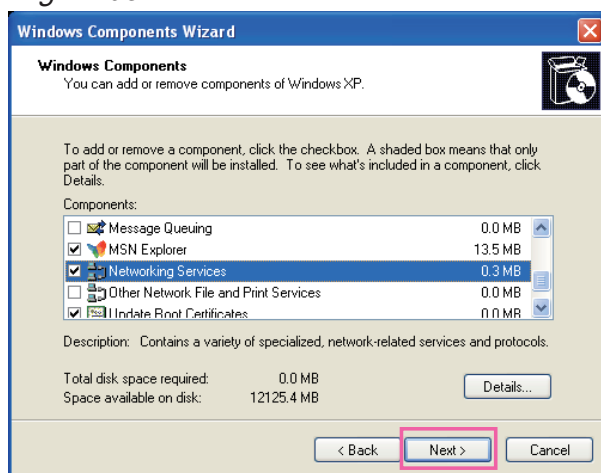 Windows Components Wizard
Windows Components
You can add or remove components of Windows XP.
To add or remove a component, click the checkbox. A shaded box means that only
part of the component will be installed. To see what's included in a component, click
Details.
Components:
Message Queuing 0.0 MB
MSN Explorer 13.5 MB
Networking Services 0.3 MB
Other Network File and Print Services 0.0 MB
Update Root Certificates 0.0 MB
Description: Contains a variety of specialized, network-related services and protocols.
Total disk space required: 0.0 MB
Space available on disk: 12125.4 MB
Details...
< Back Next > Cancel